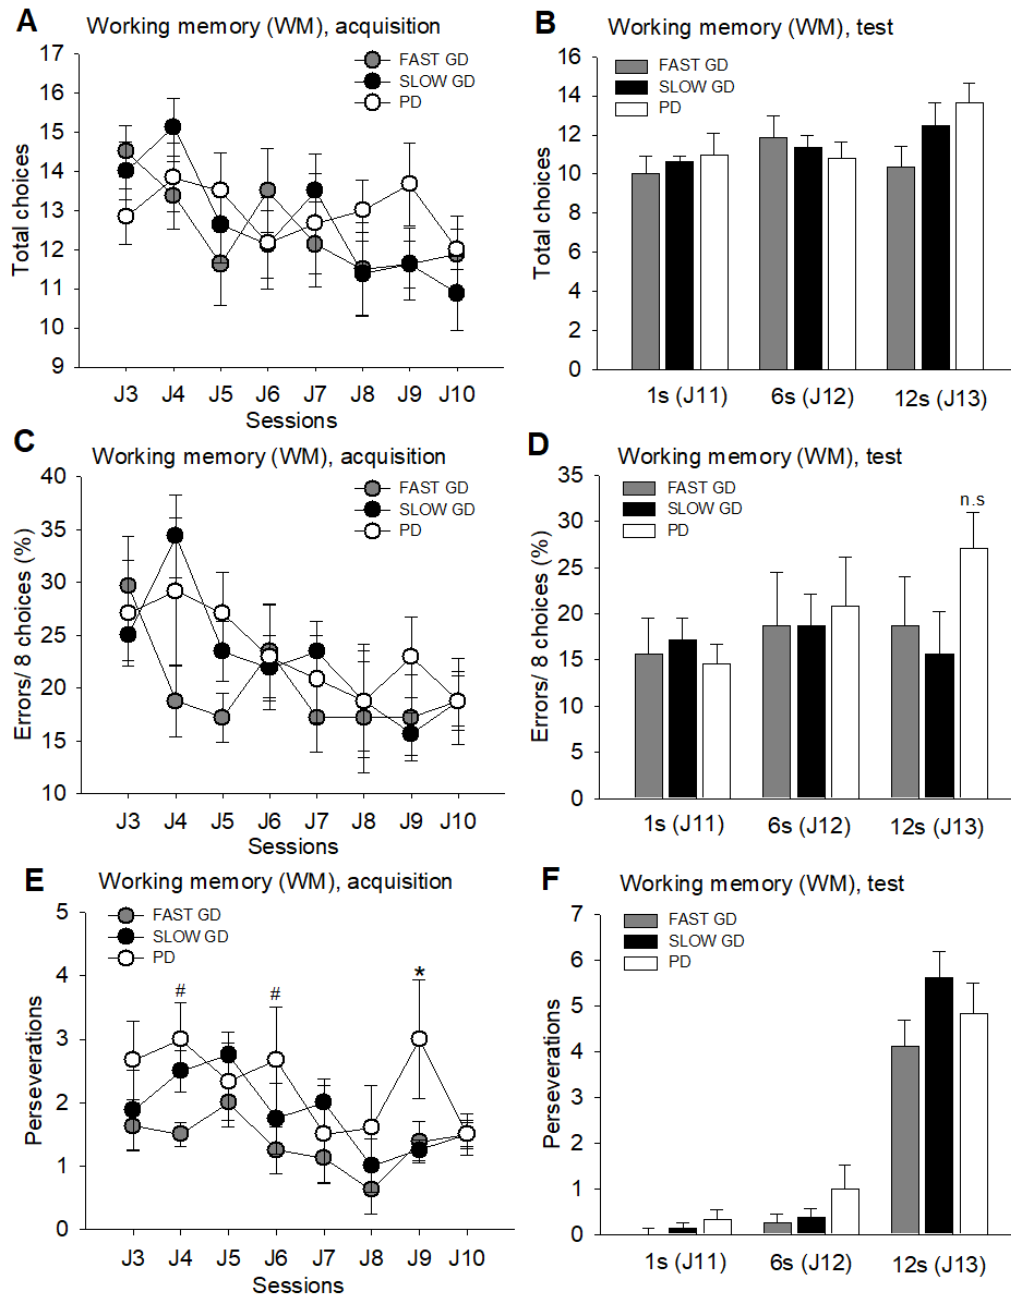 A
Working memory (WM), acquisition
FAST GD
SLOW GD
PD
Total choices
17
16
15
14
13
12
11
10
9
J3 J4 J5 J6 J7 J8 J9 J10
Sessions
B
Working memory (WM), test
FAST GD
SLOW GD
PD
Total choices
16
14
12
10
8
6
4
2
0
1s (J11) 6s (J12) 12s (J13)
C
Working memory (WM), acquisition
FAST GD
SLOW GD
PD
Errors/ 8 choices (%)
40
35
30
25
20
15
10
J3 J4 J5 J6 J7 J8 J9 J10
Sessions
D
Working memory (WM), test
FAST GD
SLOW GD
PD
n.s
Errors/ 8 choices (%)
35
30
25
20
15
10
5
0
1s (J11) 6s (J12) 12s (J13)
E
Working memory (WM), acquisition
FAST GD
SLOW GD
PD
# # *
Perseverations
5
4
3
2
1
0
J3 J4 J5 J6 J7 J8 J9 J10
Sessions
F
Working memory (WM), test
FAST GD
SLOW GD
PD
Perseverations
7
6
5
4
3
2
1
0
1s (J11) 6s (J12) 12s (J13)